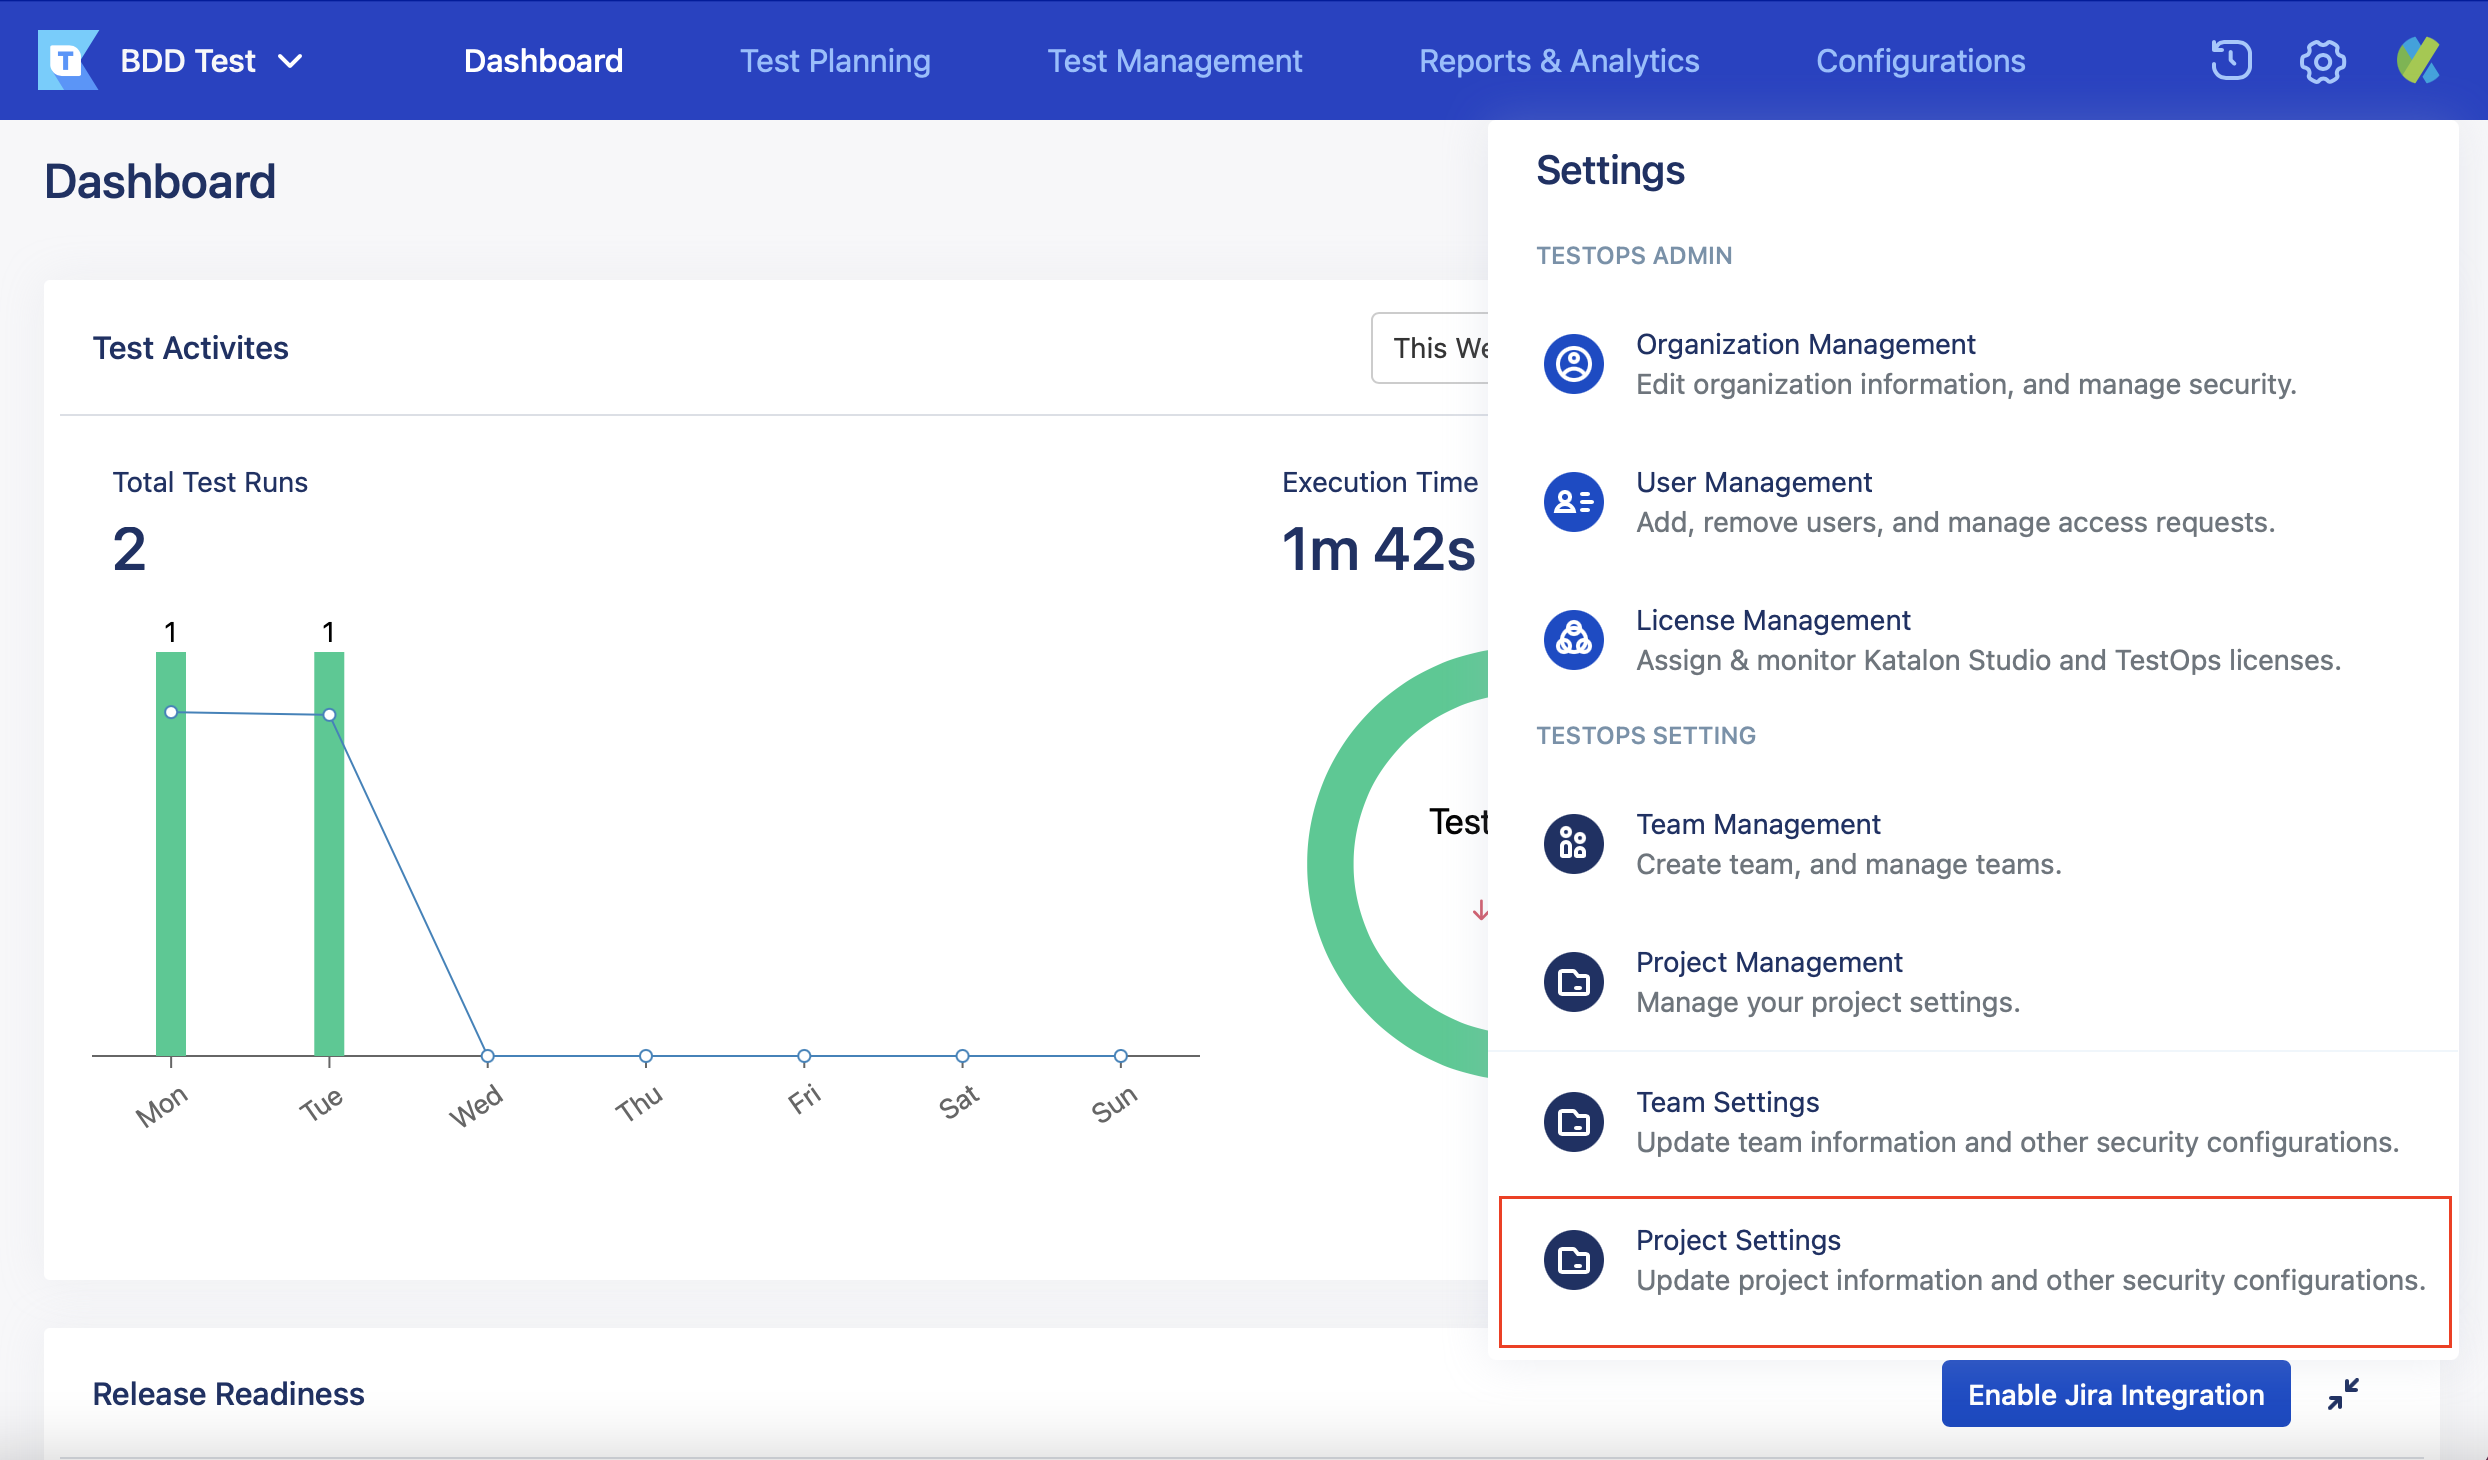 BDD Test
Dashboard
Test Planning
Test Management
Reports & Analytics
Configurations
Dashboard
Test Activites
This We
Total Test Runs
2
Execution Time
1m 42s
1
1
Mon
Tue
Wed
Thu
Fri
Sat
Sun
Test
Settings
TESTOPS ADMIN
Organization Management
Edit organization information, and manage security.
User Management
Add, remove users, and manage access requests.
License Management
Assign & monitor Katalon Studio and TestOps licenses.
TESTOPS SETTING
Team Management
Create team, and manage teams.
Project Management
Manage your project settings.
Team Settings
Update team information and other security configurations.
Project Settings
Update project information and other security configurations.
Release Readiness
Enable Jira Integration